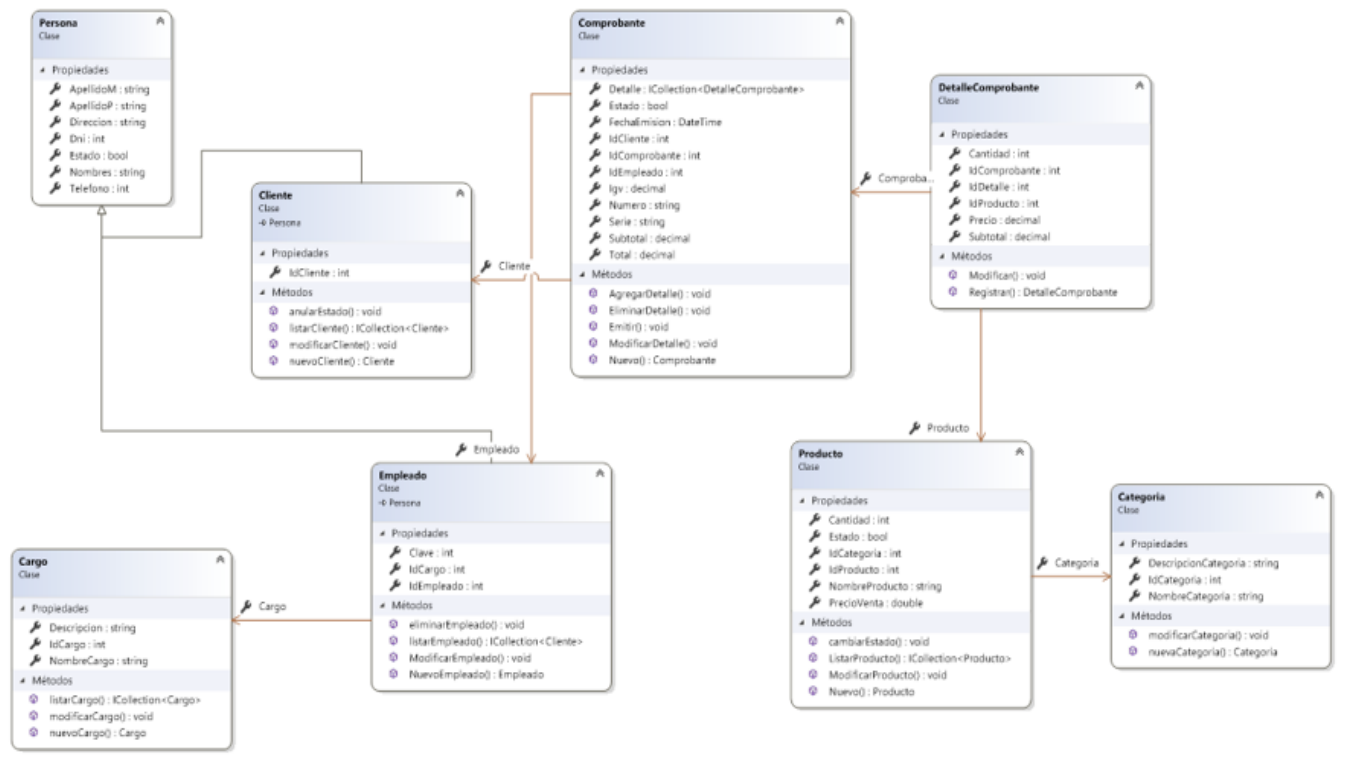 Persona
Clase
Propiedades
ApellidoM : string
ApellidoP : string
Direccion : string
Dni : int
Estado : bool
Nombres : string
Telefono : int
Cliente
Clase
Persona
Propiedades
IdCliente : int
Métodos
anularEstado() : void
listarCliente() : ICollection<Cliente>
modificarCliente() : void
nuevoCliente() : Cliente
Cliente
Comprobante
Clase
Propiedades
Detalle : ICollection<DetalleComprobante>
Estado : bool
FechaEmision : DateTime
IdCliente : int
IdComprobante : int
IdEmpleado : int
Igv : decimal
Numero : string
Serie : string
Subtotal : decimal
Total : decimal
Métodos
AgregarDetalle() : void
EliminarDetalle() : void
Emitir() : void
ModificarDetalle() : void
Nuevo() : Comprobante
Comproba...
DetalleComprobante
Clase
Propiedades
Cantidad : int
IdComprobante : int
IdDetalle : int
IdProducto : int
Precio : decimal
Subtotal : decimal
Métodos
Modificar() : void
Registrar() : DetalleComprobante
Cargo
Clase
Propiedades
Descripcion : string
IdCargo : int
NombreCargo : string
Métodos
listarCargo() : ICollection<Cargo>
modificarCargo() : void
nuevoCargo() : Cargo
Cargo
Empleado
Empleado
Clase
Persona
Propiedades
Clave : int
IdCargo : int
IdEmpleado : int
Métodos
eliminarEmpleado() : void
listarEmpleado() : ICollection<Cliente>
ModificarEmpleado() : void
NuevoEmpleado() : Empleado
Producto
Producto
Clase
Propiedades
Cantidad : int
Estado : bool
IdCategoria : int
IdProducto : int
NombreProducto : string
PrecioVenta : double
Métodos
cambiarEstado() : void
ListarProducto() : ICollection<Producto>
ModificarProducto() : void
Nuevo() : Producto
Categoria
Categoria
Clase
Propiedades
DescripcionCategoria : string
IdCategoria : int
NombreCategoria : string
Métodos
modificarCategoria() : void
nuevaCategoria() : Categoria